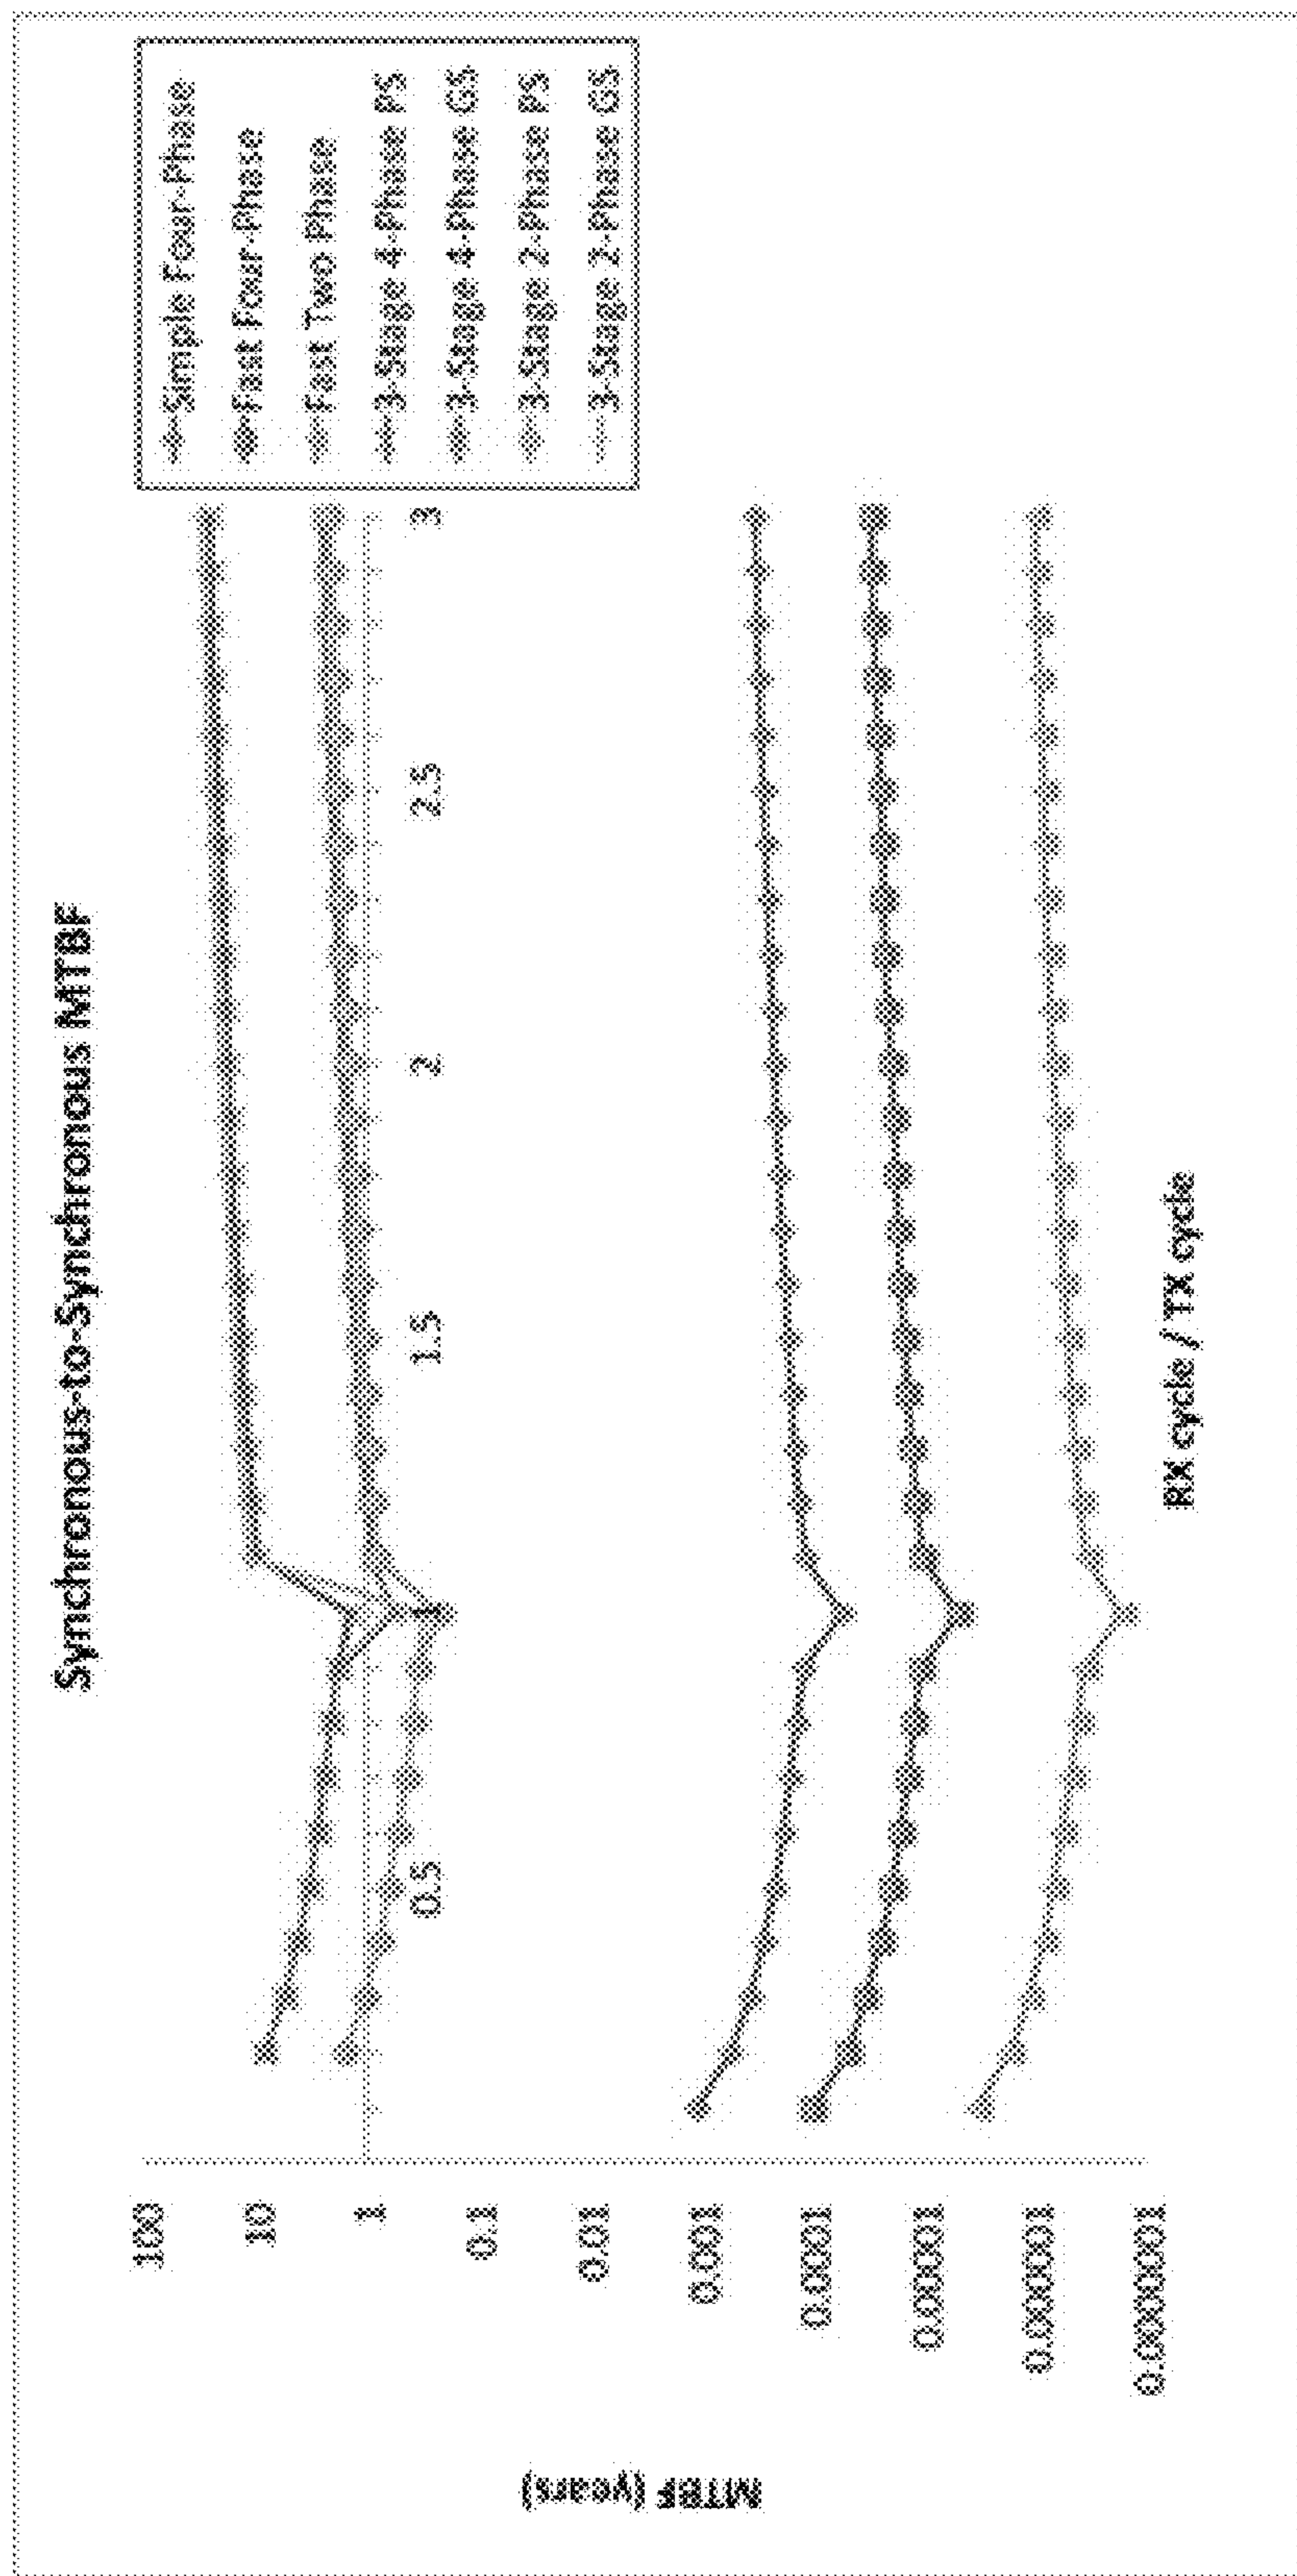 Synchronous-to-Synchronous MTBF
MTBF (years)
100
10
1
0.1
0.01
0.001
0.0001
0.00001
0.000001
0.0000001
0.5
1
1.5
2
2.5
3
RX cycle / TX cycle
Simple Four-Phase
Fast Four-Phase
Fast Two Phase
3-Stage 4-Phase PS
3-Stage 4-Phase GS
3-Stage 2-Phase PS
3-Stage 2-Phase GS